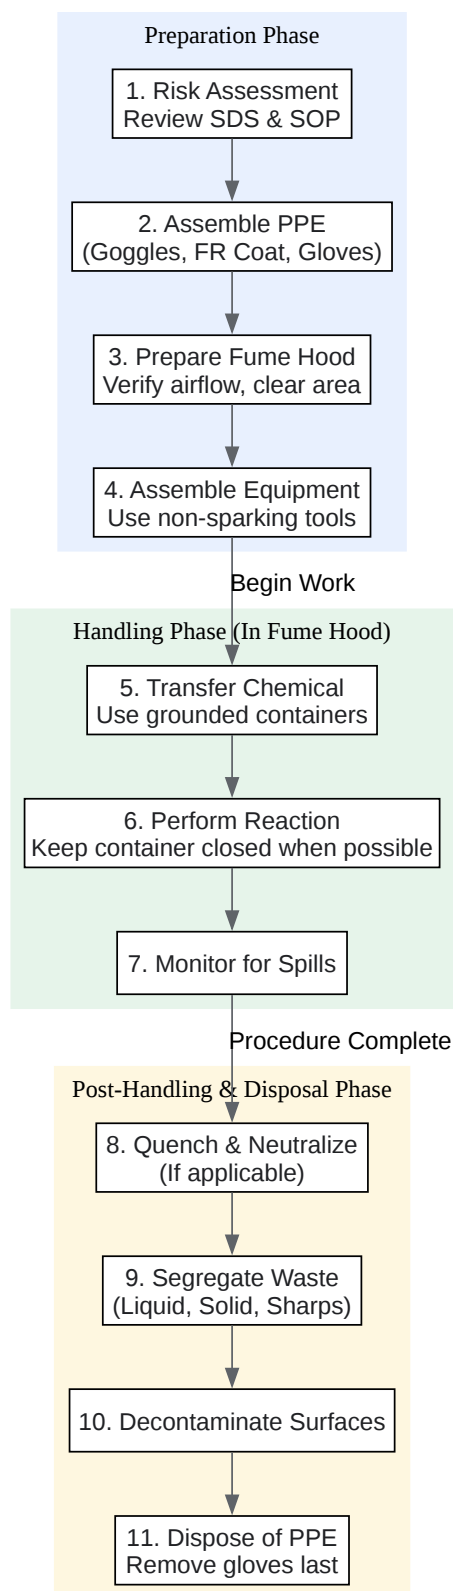 Preparation Phase
1. Risk Assessment
Review SDS & SOP
2. Assemble PPE
(Goggles, FR Coat, Gloves)
3. Prepare Fume Hood
Verify airflow, clear area
4. Assemble Equipment
Use non-sparking tools
Begin Work
Handling Phase (In Fume Hood)
5. Transfer Chemical
Use grounded containers
6. Perform Reaction
Keep container closed when possible
7. Monitor for Spills
Procedure Complete
Post-Handling & Disposal Phase
8. Quench & Neutralize
(If applicable)
9. Segregate Waste
(Liquid, Solid, Sharps)
10. Decontaminate Surfaces
11. Dispose of PPE
Remove gloves last